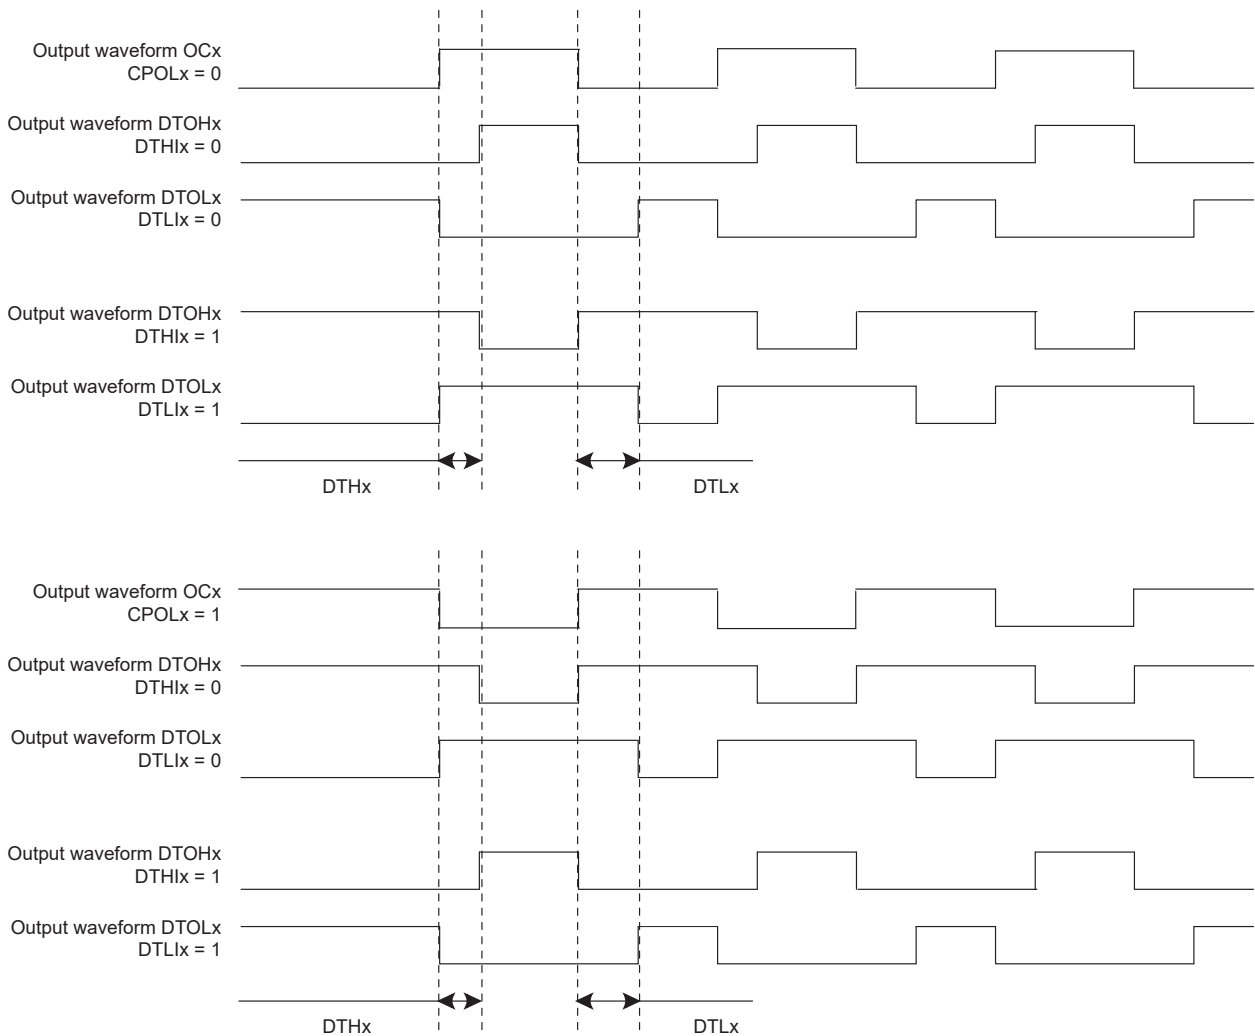 Output waveform OCx
CPOLx = 0
Output waveform DTOHx
DTHIx = 0
Output waveform DTOLx
DTLIx = 0
Output waveform DTOHx
DTHIx = 1
Output waveform DTOLx
DTLIx = 1
DTHx
DTLx
Output waveform OCx
CPOLx = 1
Output waveform DTOHx
DTHIx = 0
Output waveform DTOLx
DTLIx = 0
Output waveform DTOHx
DTHIx = 1
Output waveform DTOLx
DTLIx = 1
DTHx
DTLx